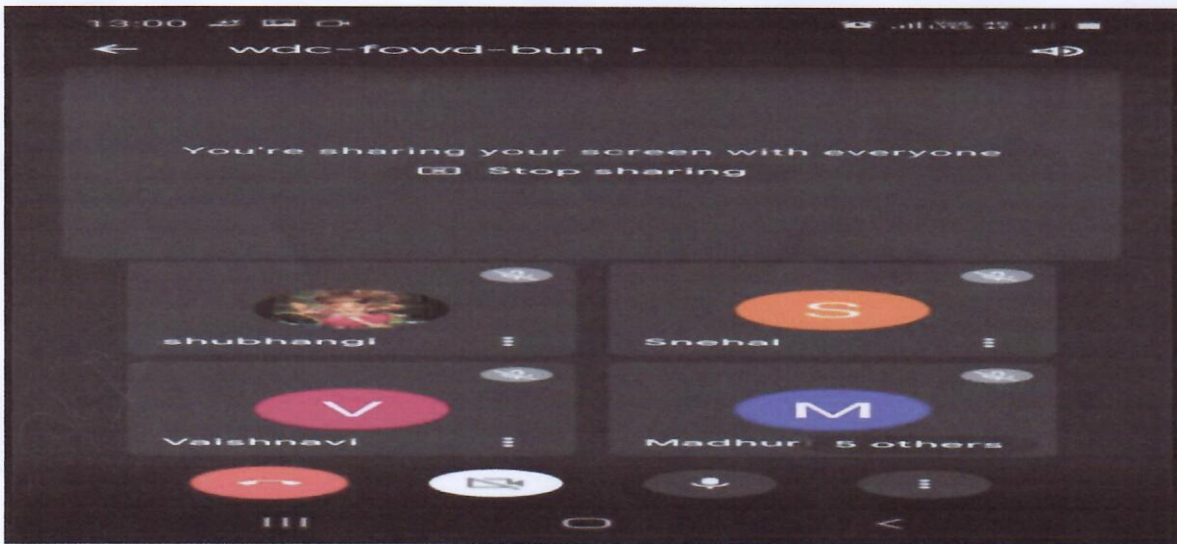 13:00
wdc-fowd-bun
You're sharing your screen with everyone
Stop sharing
shubhangi
S
Snehal
V
Vaishnavi
M
Madhur 5 others